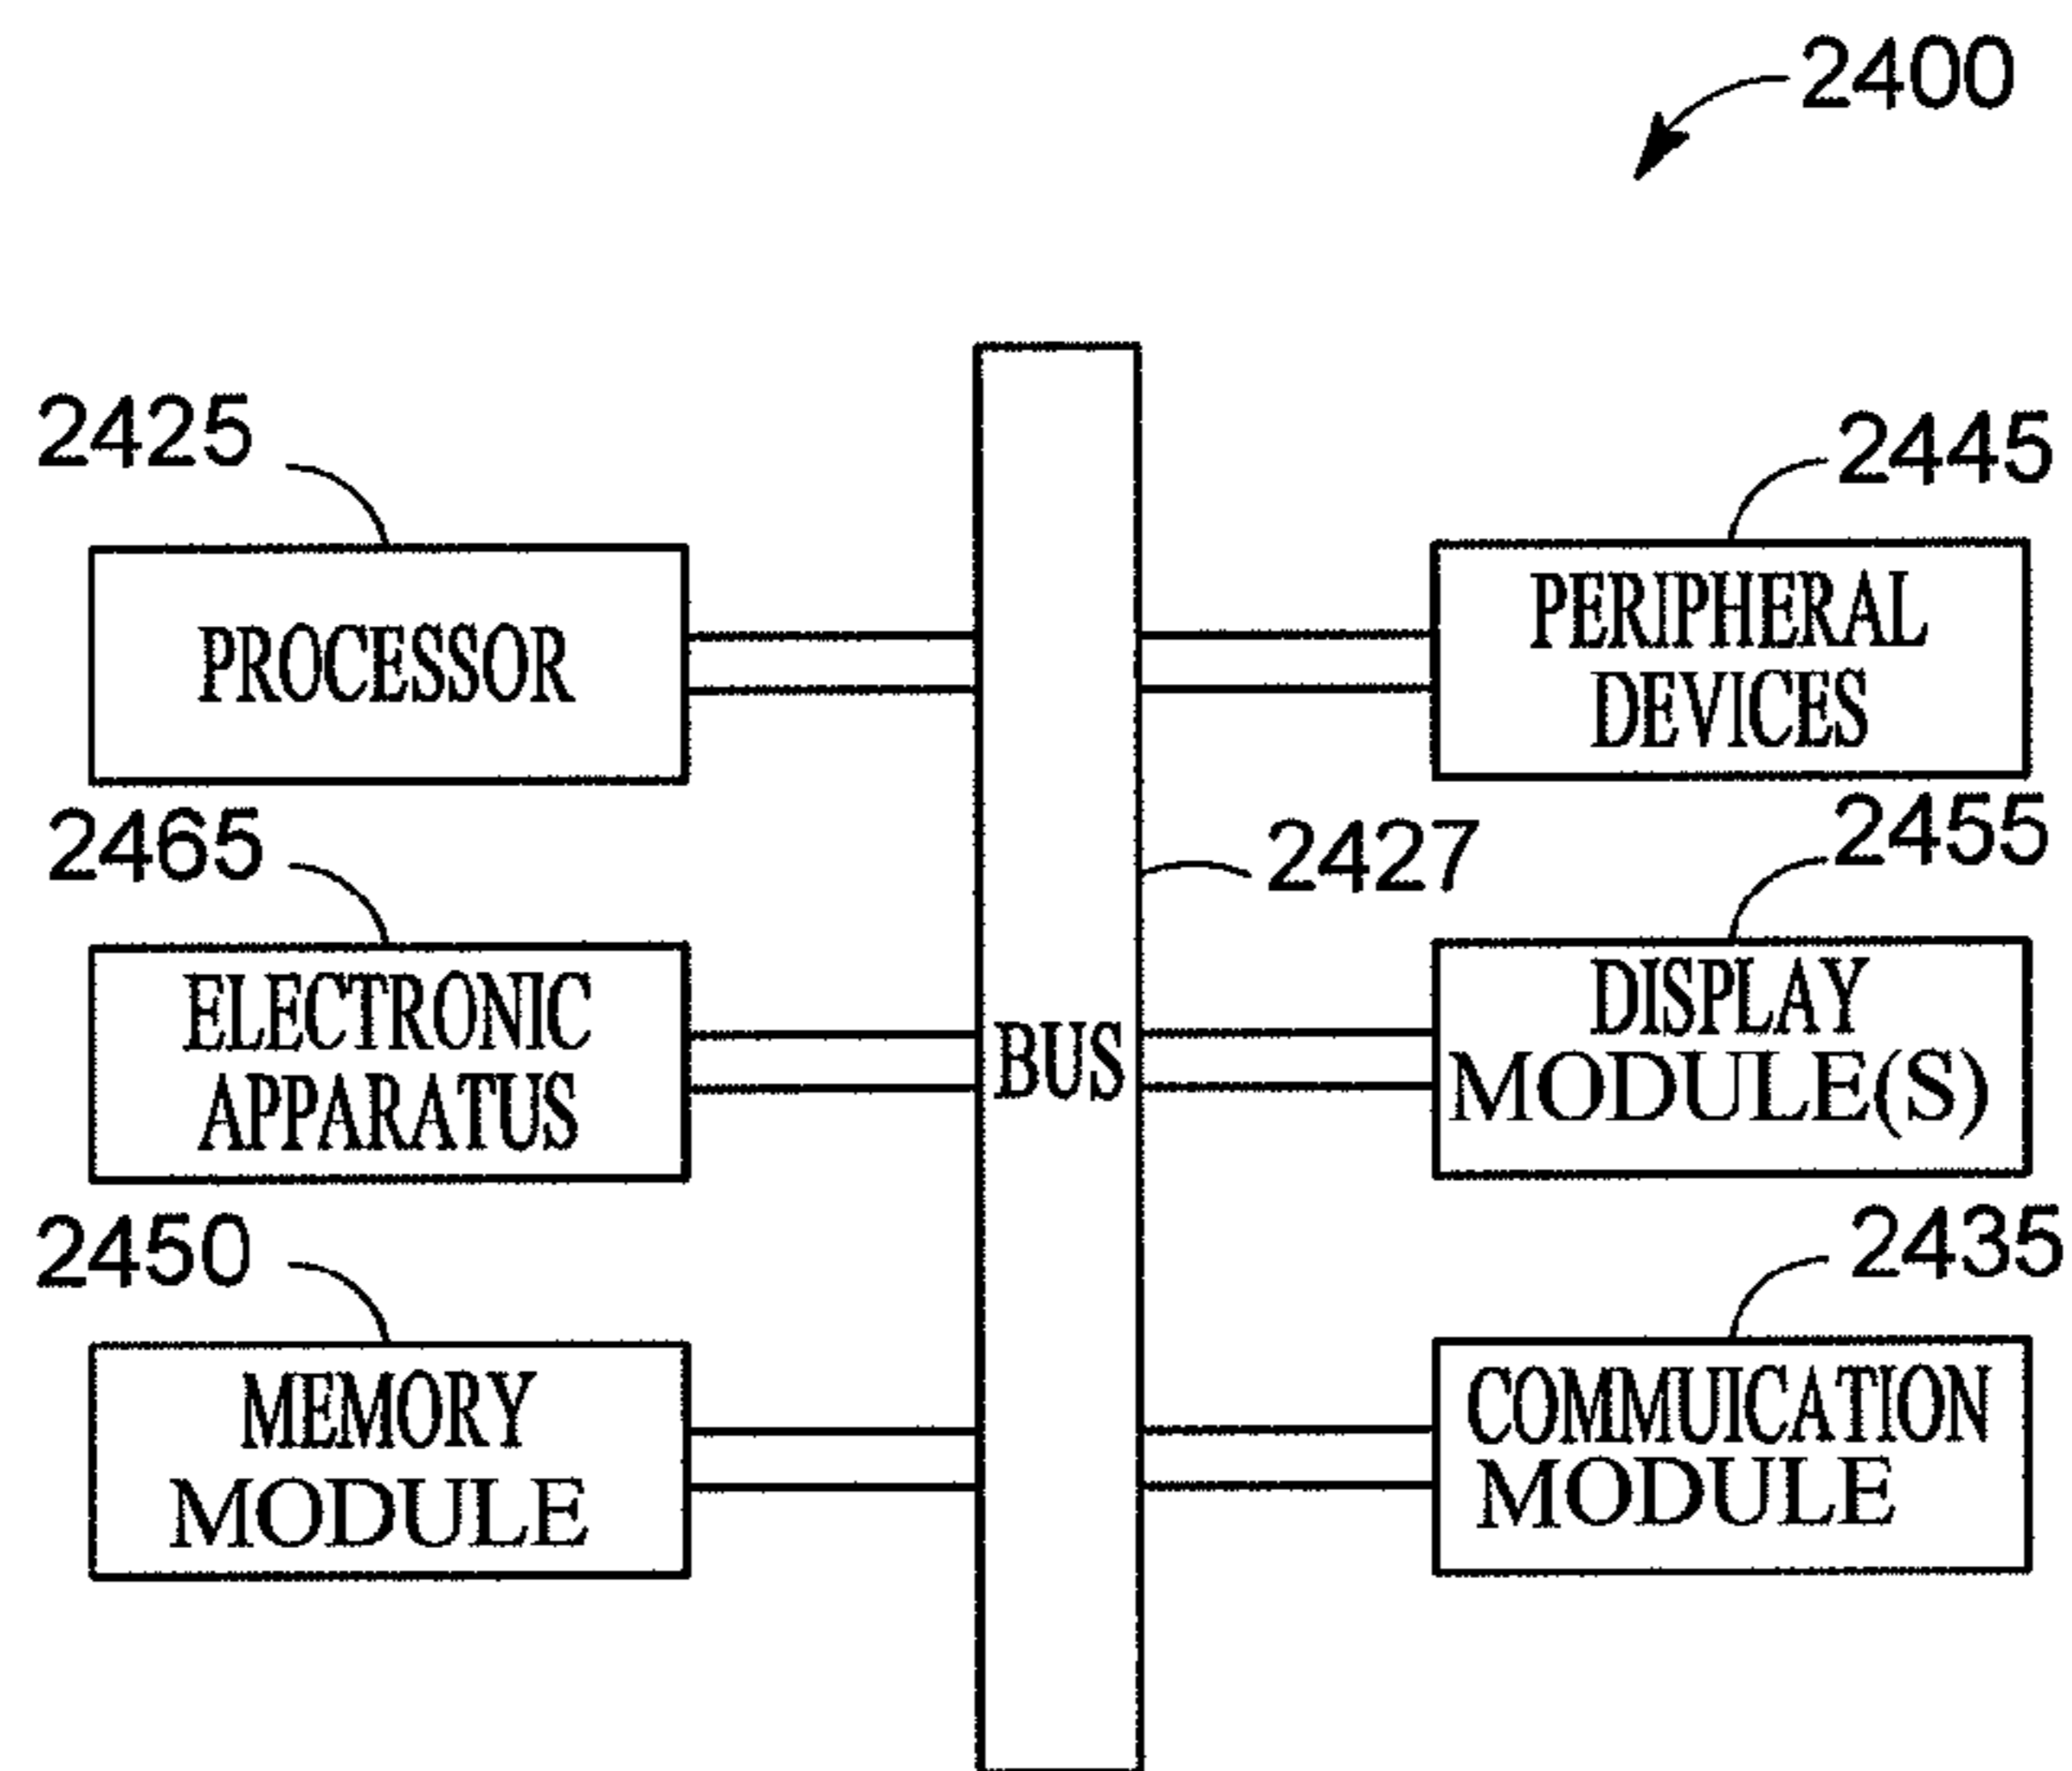 2400
2425
PROCESSOR
2445
PERIPHERAL
DEVICES
2465
ELECTRONIC
APPARATUS
2427
BUS
2455
DISPLAY
MODULE(S)
2450
MEMORY
MODULE
2435
COMMUICATION
MODULE